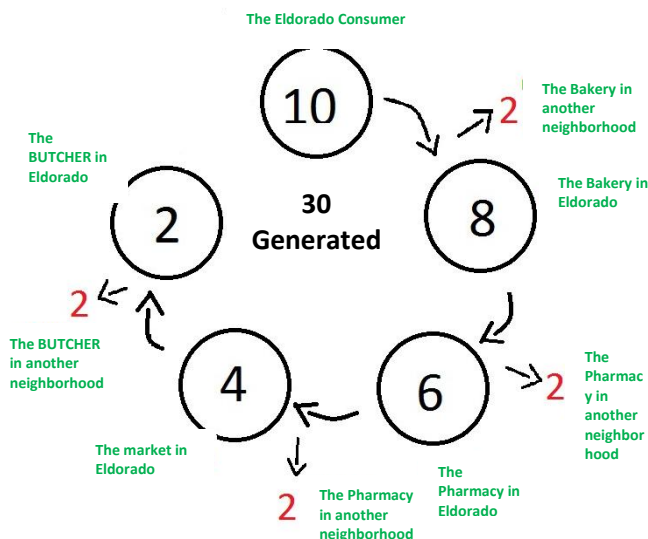 The Eldorado Consumer
10
The Bakery in
another
neighborhood
2
The
BUTCHER in
Eldorado
The Bakery in
Eldorado
2
30
Generated
8
2
The BUTCHER
in another
neighborhood
4
6
2
The
Pharmac
y in
another
neighbor
hood
The market in
Eldorado
2
The Pharmacy
in another
neighborhood
The
Pharmacy in
Eldorado